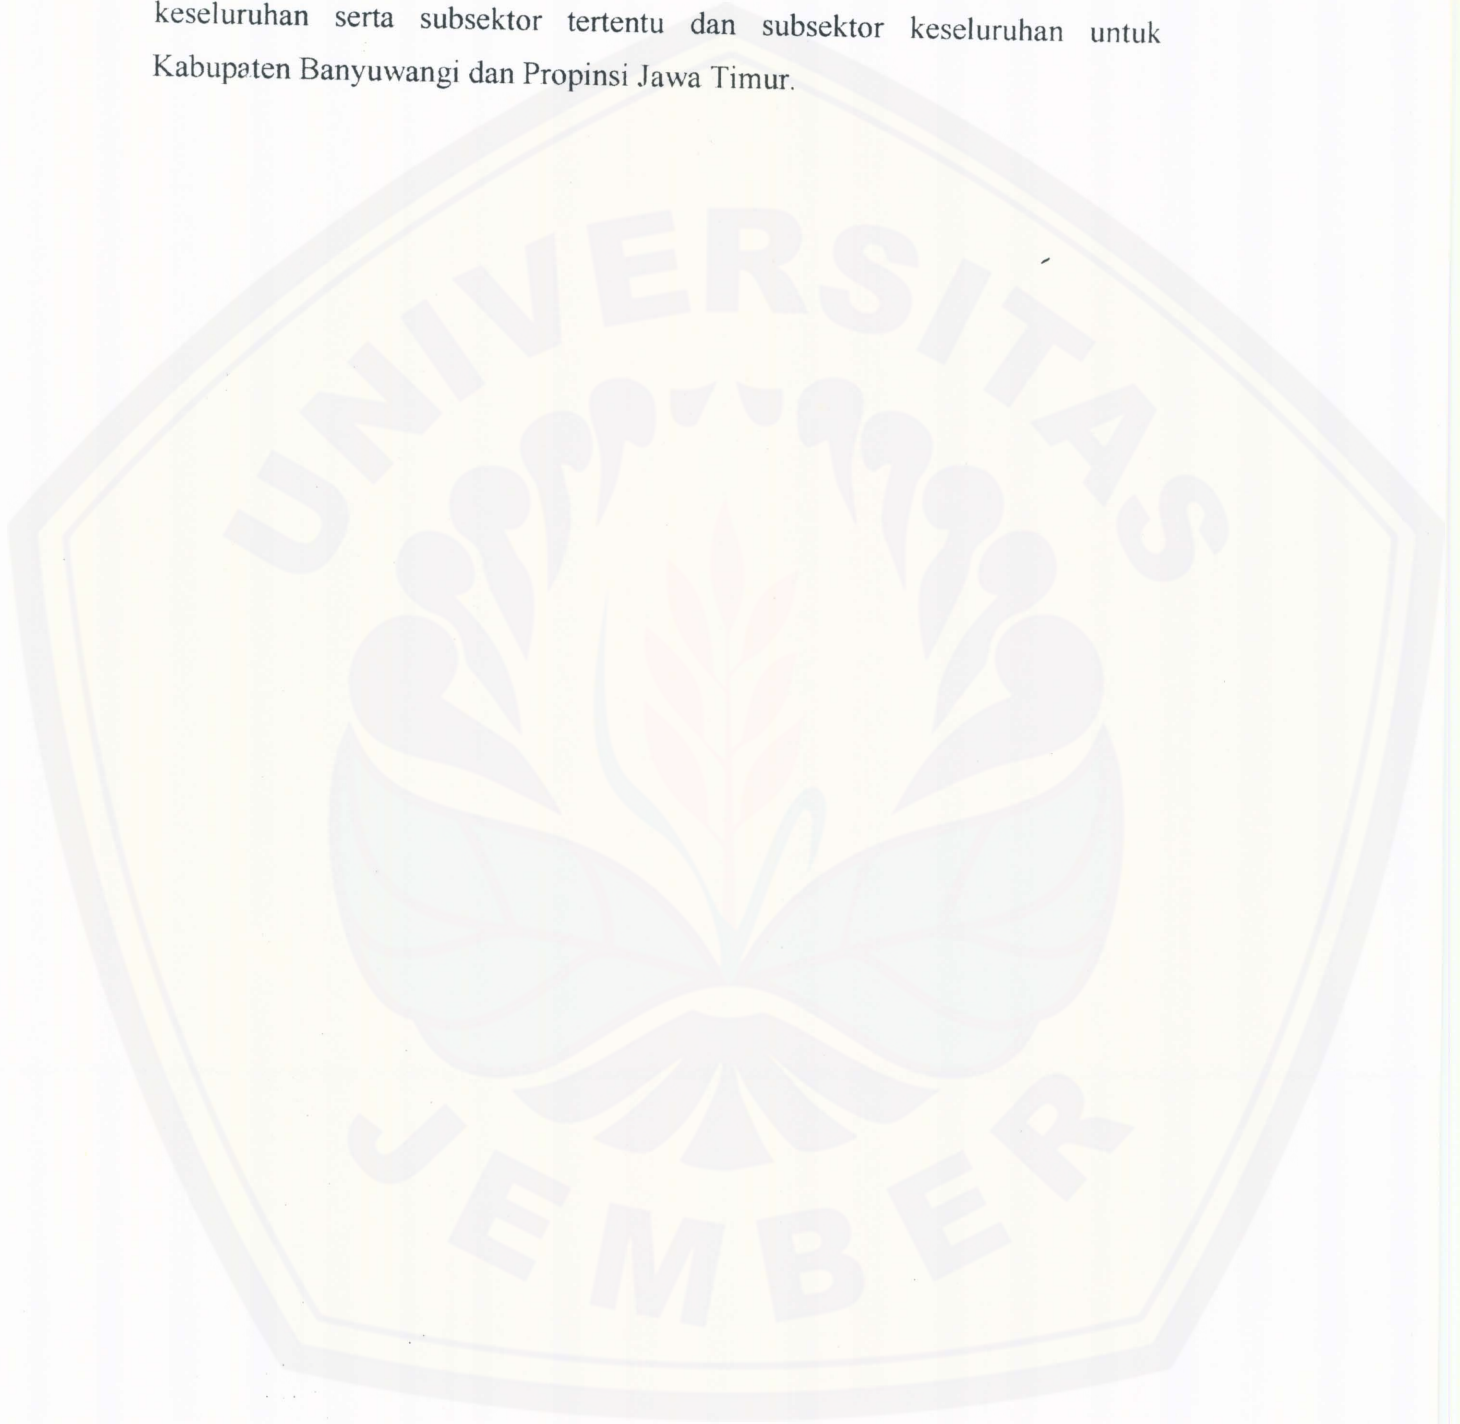 keseluruhan serta subsektor tertentu dan subsektor keseluruhan untuk
Kabupaten Banyuwangi dan Propinsi Jawa Timur.
UNIVERSITAS
JEMBER